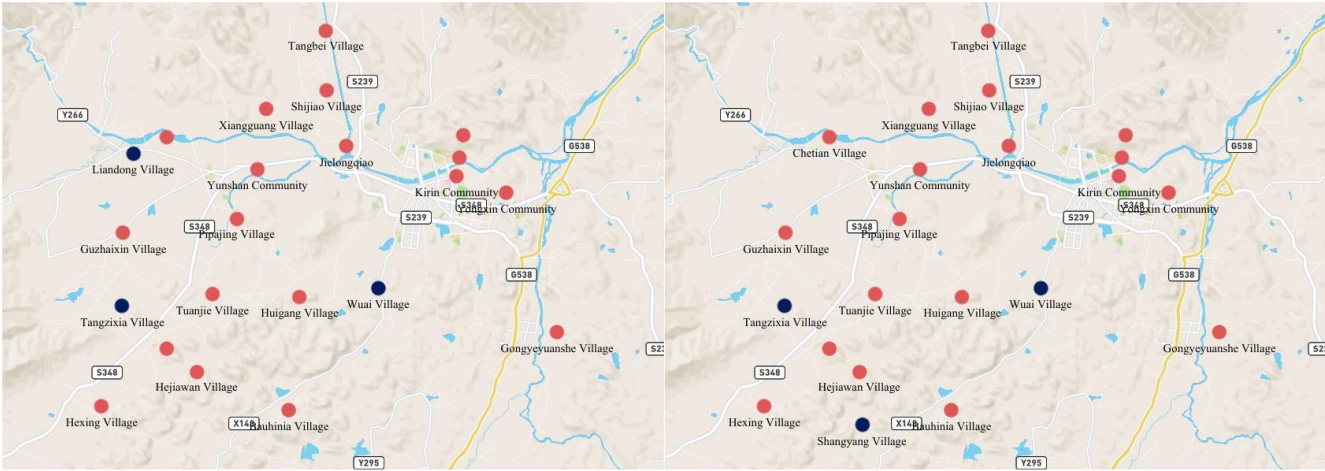 Tangbei Village
S239
Shijiao Village
Y266
Xiangguang Village
G538
Liandong Village
Jielongqiao
Yunshan Community
Kirin Community
S348
Yongxin Community
S239
S348
Pipajing Village
Guzhaixin Village
G538
Tangzixia Village
Tuanjie Village
Huigang Village
Wuai Village
Gongyeyuanshe Village
S23
S348
Hejiawan Village
Hexing Village
X148
Bauhinia Village
Y295
Tangbei Village
S239
Shijiao Village
Y266
Xiangguang Village
G538
Chetian Village
Jielongqiao
Yunshan Community
Kirin Community
S348
Yongxin Community
S239
S348
Pipajing Village
Guzhaixin Village
G538
Tangzixia Village
Tuanjie Village
Huigang Village
Wuai Village
Gongyeyuanshe Village
S23
S348
Hejiawan Village
Hexing Village
X148
Bauhinia Village
Shangyang Village
Y295